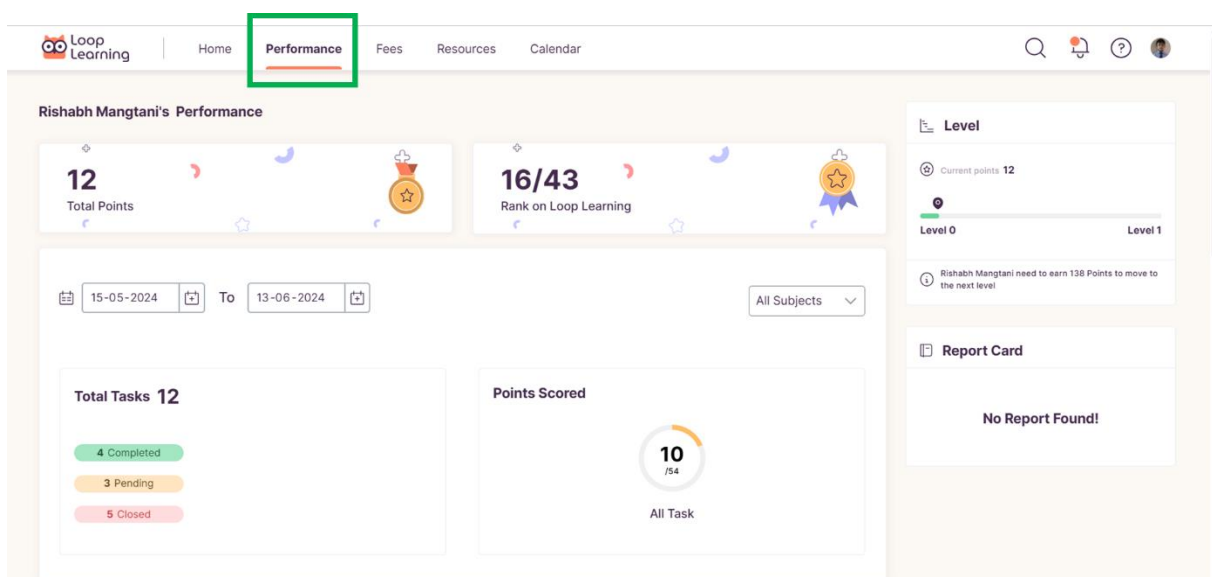 Loop
Learning
Home
Performance
Fees
Resources
Calendar
Rishabh Mangtani's Performance
12
Total Points
16/43
Rank on Loop Learning
15-05-2024
To
13-06-2024
All Subjects
Total Tasks 12
4 Completed
3 Pending
5 Closed
Points Scored
10
/54
All Task
Level
Current points 12
Level 0
Level 1
Rishabh Mangtani need to earn 138 Points to move to
the next level
Report Card
No Report Found!